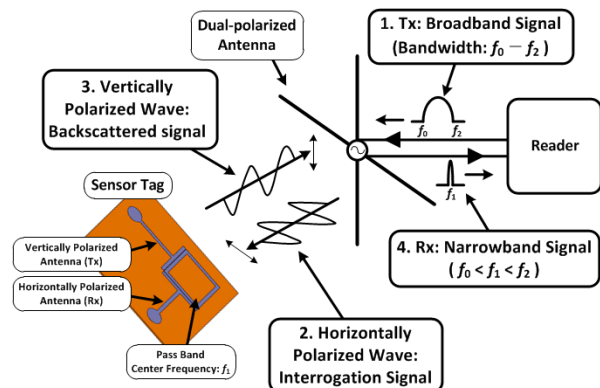 Dual-polarized
Antenna
1. Tx: Broadband Signal
(Bandwidth: f₀ – f₂ )
3. Vertically
Polarized Wave:
Backscattered signal
f₀
f₂
Reader
f₁
Sensor Tag
Vertically Polarized
Antenna (Tx)
Horizontally Polarized
Antenna (Rx)
4. Rx: Narrowband Signal
( f₀ < f₁ < f₂ )
2. Horizontally
Polarized Wave:
Interrogation Signal
Pass Band
Center Frequency: f₁